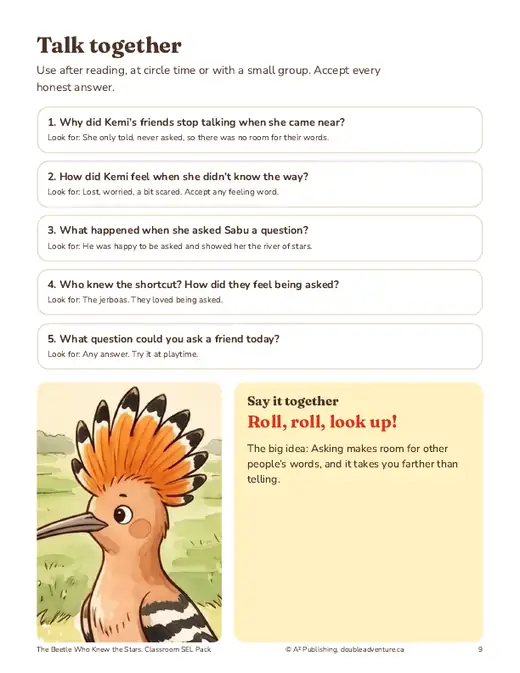 Talk together
Use after reading, at circle time or with a small group. Accept every
honest answer.
1. Why did Kemi's friends stop talking when she came near?
Look for: She only told, never asked, so there was no room for their words.
2. How did Kemi feel when she didn't know the way?
Look for: Lost, worried, a bit scared. Accept any feeling word.
3. What happened when she asked Sabu a question?
Look for: He was happy to be asked and showed her the river of stars.
4. Who knew the shortcut? How did they feel being asked?
Look for: The jerboas. They loved being asked.
5. What question could you ask a friend today?
Look for: Any answer. Try it at playtime.
Say it together
Roll, roll, look up!
The big idea: Asking makes room for other
people's words, and it takes you farther than
telling.
The Beetle Who Knew the Stars. Classroom SEL Pack
© A² Publishing. doubleadventure.ca
9